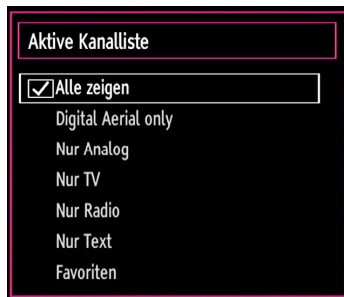 Aktive Kanalliste
Alle zeigen
Digital Aerial only
Nur Analog
Nur TV
Nur Radio
Nur Text
Favoriten